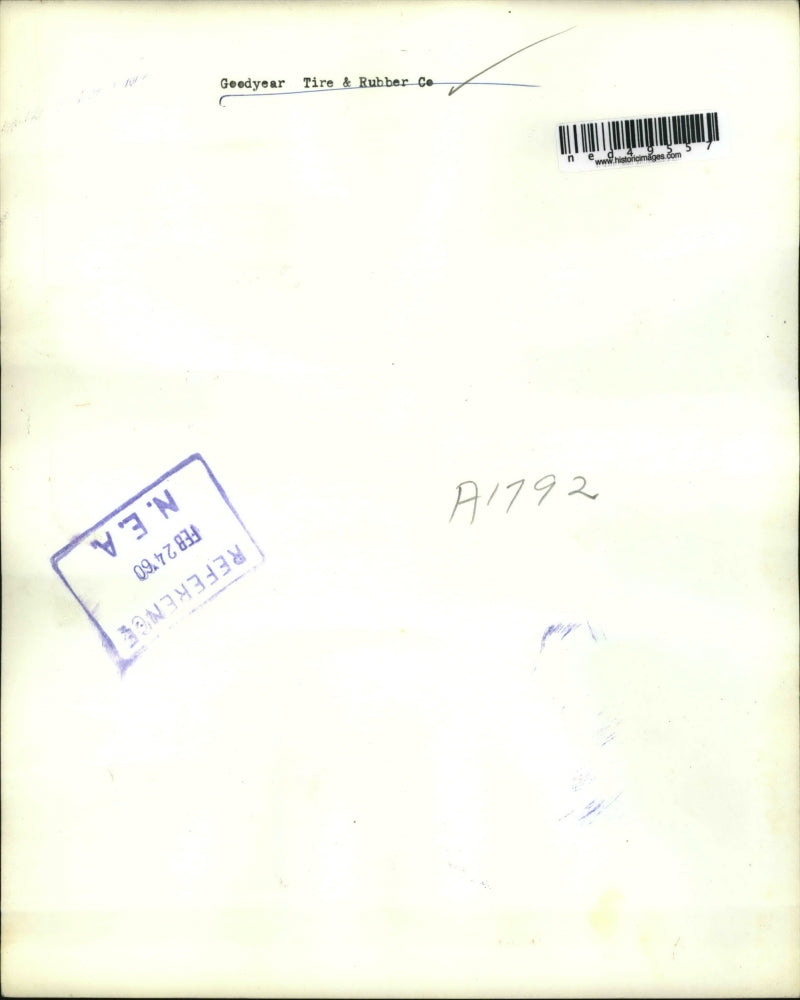 Goodyear Tire & Rubber Co
ned49557
www.historicimages.com
A1792
REFERENCE
FEB 24 '60
N.E.A.